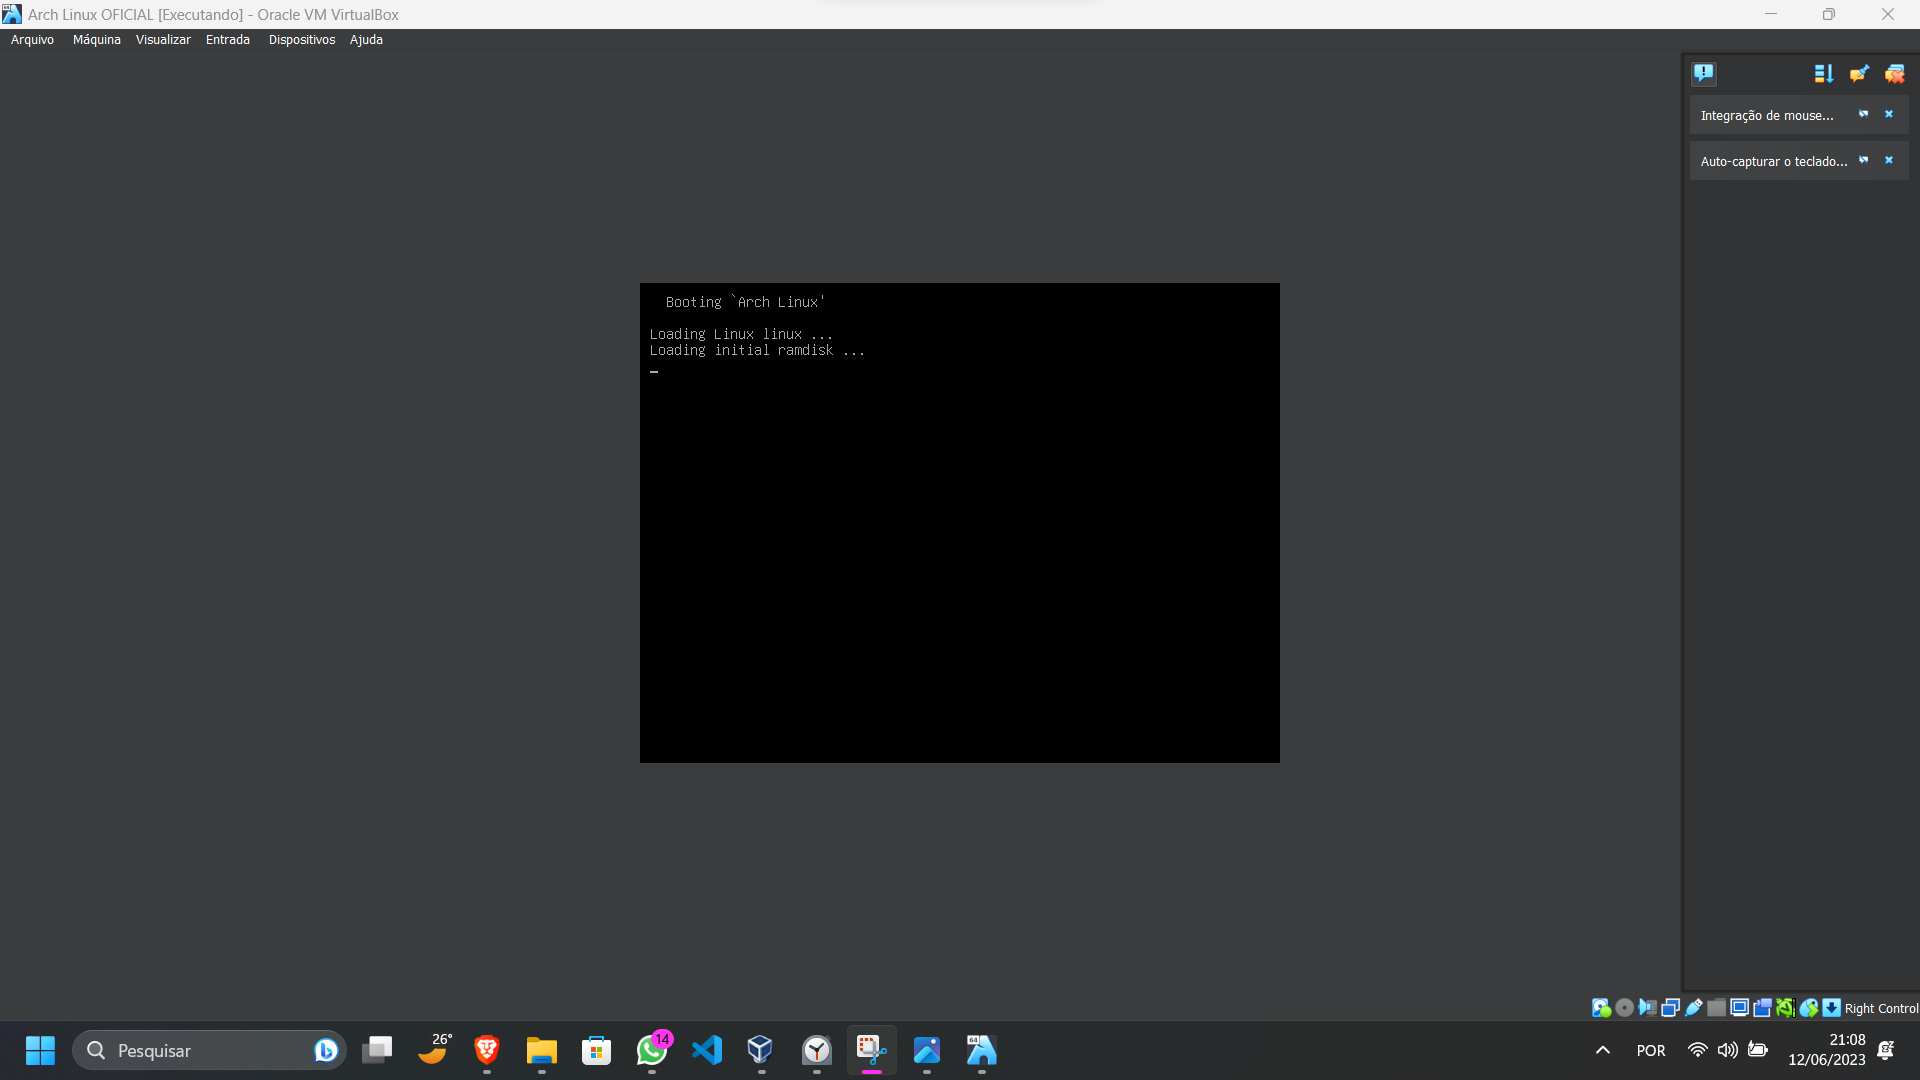 Arch Linux OFICIAL [Executando] - Oracle VM VirtualBox
Arquivo Máquina Visualizar Entrada Dispositivos Ajuda
Integração de mouse...
Auto-capturar o teclado...
Booting `Arch Linux'
Loading Linux linux ...
Loading initial ramdisk ...
_
Right Control
Pesquisar
26°
14
64
POR
21:08
12/06/2023